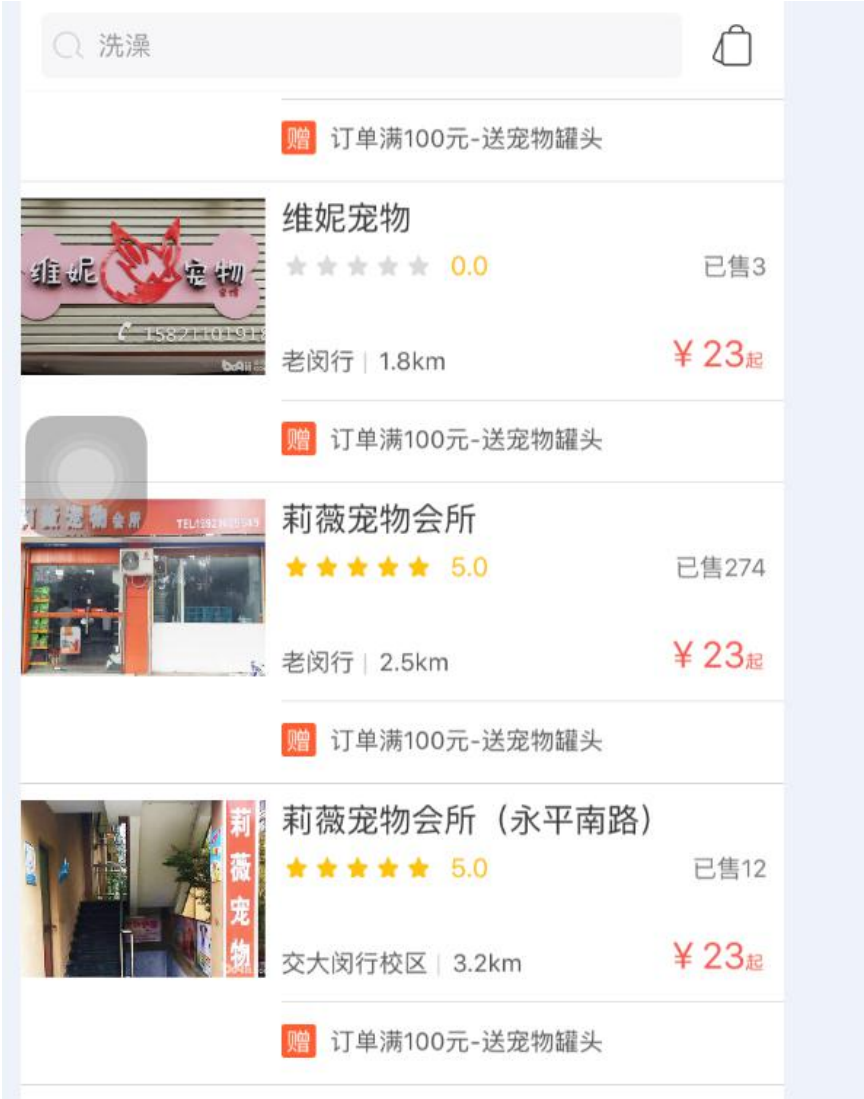 洗澡
赠 订单满100元-送宠物罐头
维妮宠物
0.0 已售3
老闵行 | 1.8km ¥23起
维妮 宠物
赠 订单满100元-送宠物罐头
莉薇宠物会所
5.0 已售274
老闵行 | 2.5km ¥23起
莉薇宠物会所
赠 订单满100元-送宠物罐头
莉薇宠物会所（永平南路）
5.0 已售12
交大闵行校区 | 3.2km ¥23起
莉薇宠物
赠 订单满100元-送宠物罐头